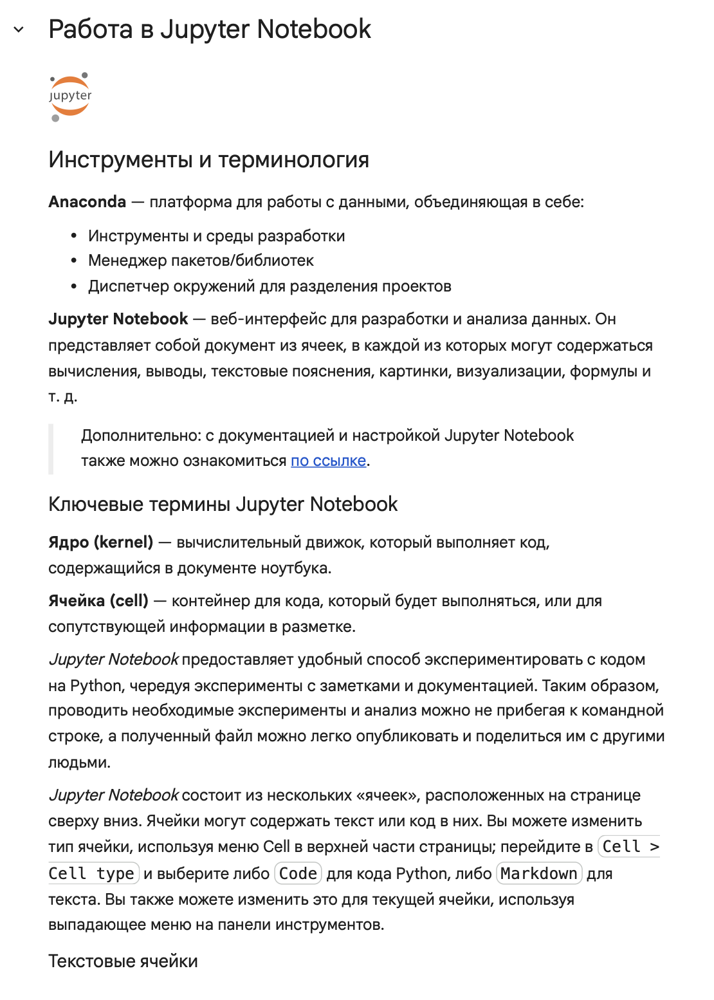 Работа в Jupyter Notebook
jupyter
Инструменты и терминология
Anaconda — платформа для работы с данными, объединяющая в себе:
• Инструменты и среды разработки
• Менеджер пакетов/библиотек
• Диспетчер окружений для разделения проектов
Jupyter Notebook — веб-интерфейс для разработки и анализа данных. Он
представляет собой документ из ячеек, в каждой из которых могут содержаться
вычисления, выводы, текстовые пояснения, картинки, визуализации, формулы и
т. д.
Дополнительно: с документацией и настройкой Jupyter Notebook
также можно ознакомиться по ссылке.
Ключевые термины Jupyter Notebook
Ядро (kernel) — вычислительный движок, который выполняет код,
содержащийся в документе ноутбука.
Ячейка (cell) — контейнер для кода, который будет выполняться, или для
сопутствующей информации в разметке.
Jupyter Notebook предоставляет удобный способ экспериментировать с кодом
на Python, чередуя эксперименты с заметками и документацией. Таким образом,
проводить необходимые эксперименты и анализ можно не прибегая к командной
строке, а полученный файл можно легко опубликовать и поделиться им с другими
людьми.
Jupyter Notebook состоит из нескольких «ячеек», расположенных на странице
сверху вниз. Ячейки могут содержать текст или код в них. Вы можете изменить
тип ячейки, используя меню Cell в верхней части страницы; перейдите в Cell >
Cell type и выберите либо Code для кода Python, либо Markdown для
текста. Вы также можете изменить это для текущей ячейки, используя
выпадающее меню на панели инструментов.
Текстовые ячейки